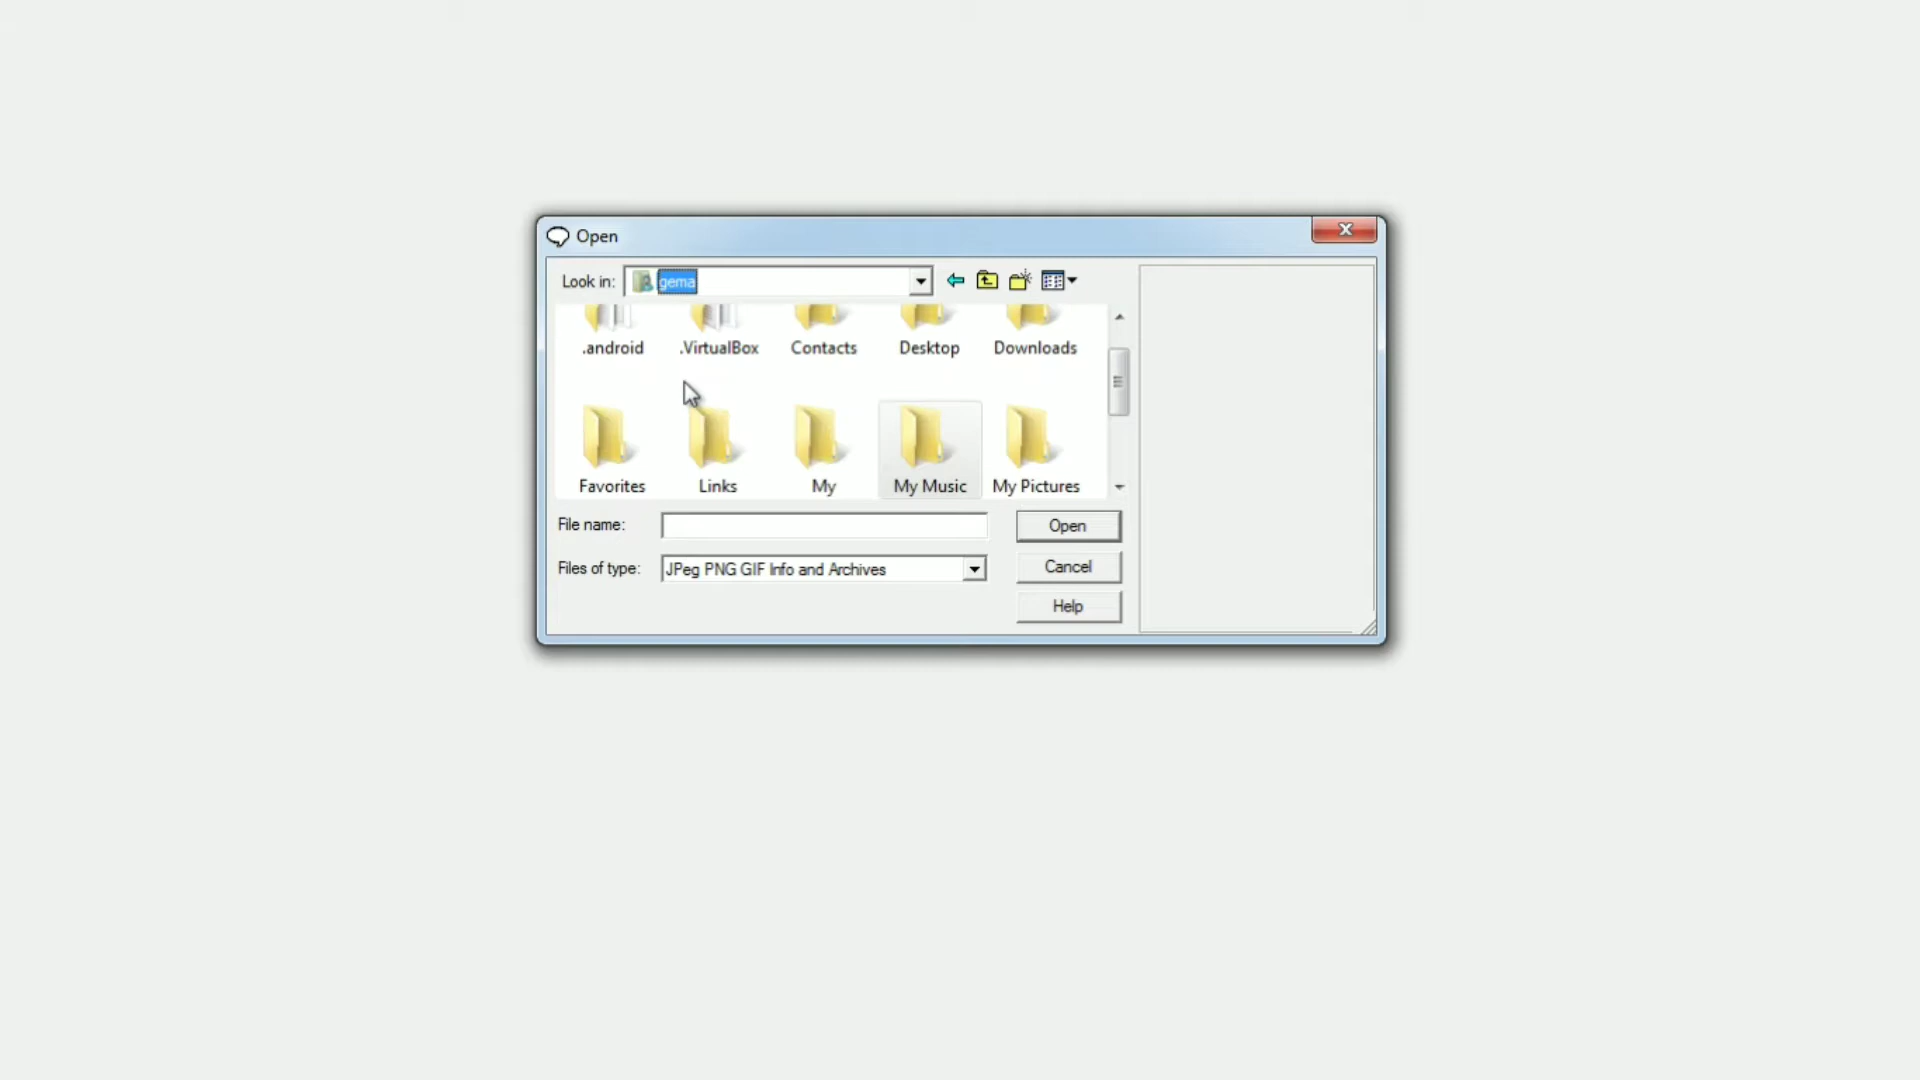 Open
Look in: gema
.android .VirtualBox Contacts Desktop Downloads
Favorites Links My My Music My Pictures
File name: Open
Files of type: JPeg PNG GIF Info and Archives Cancel
Help